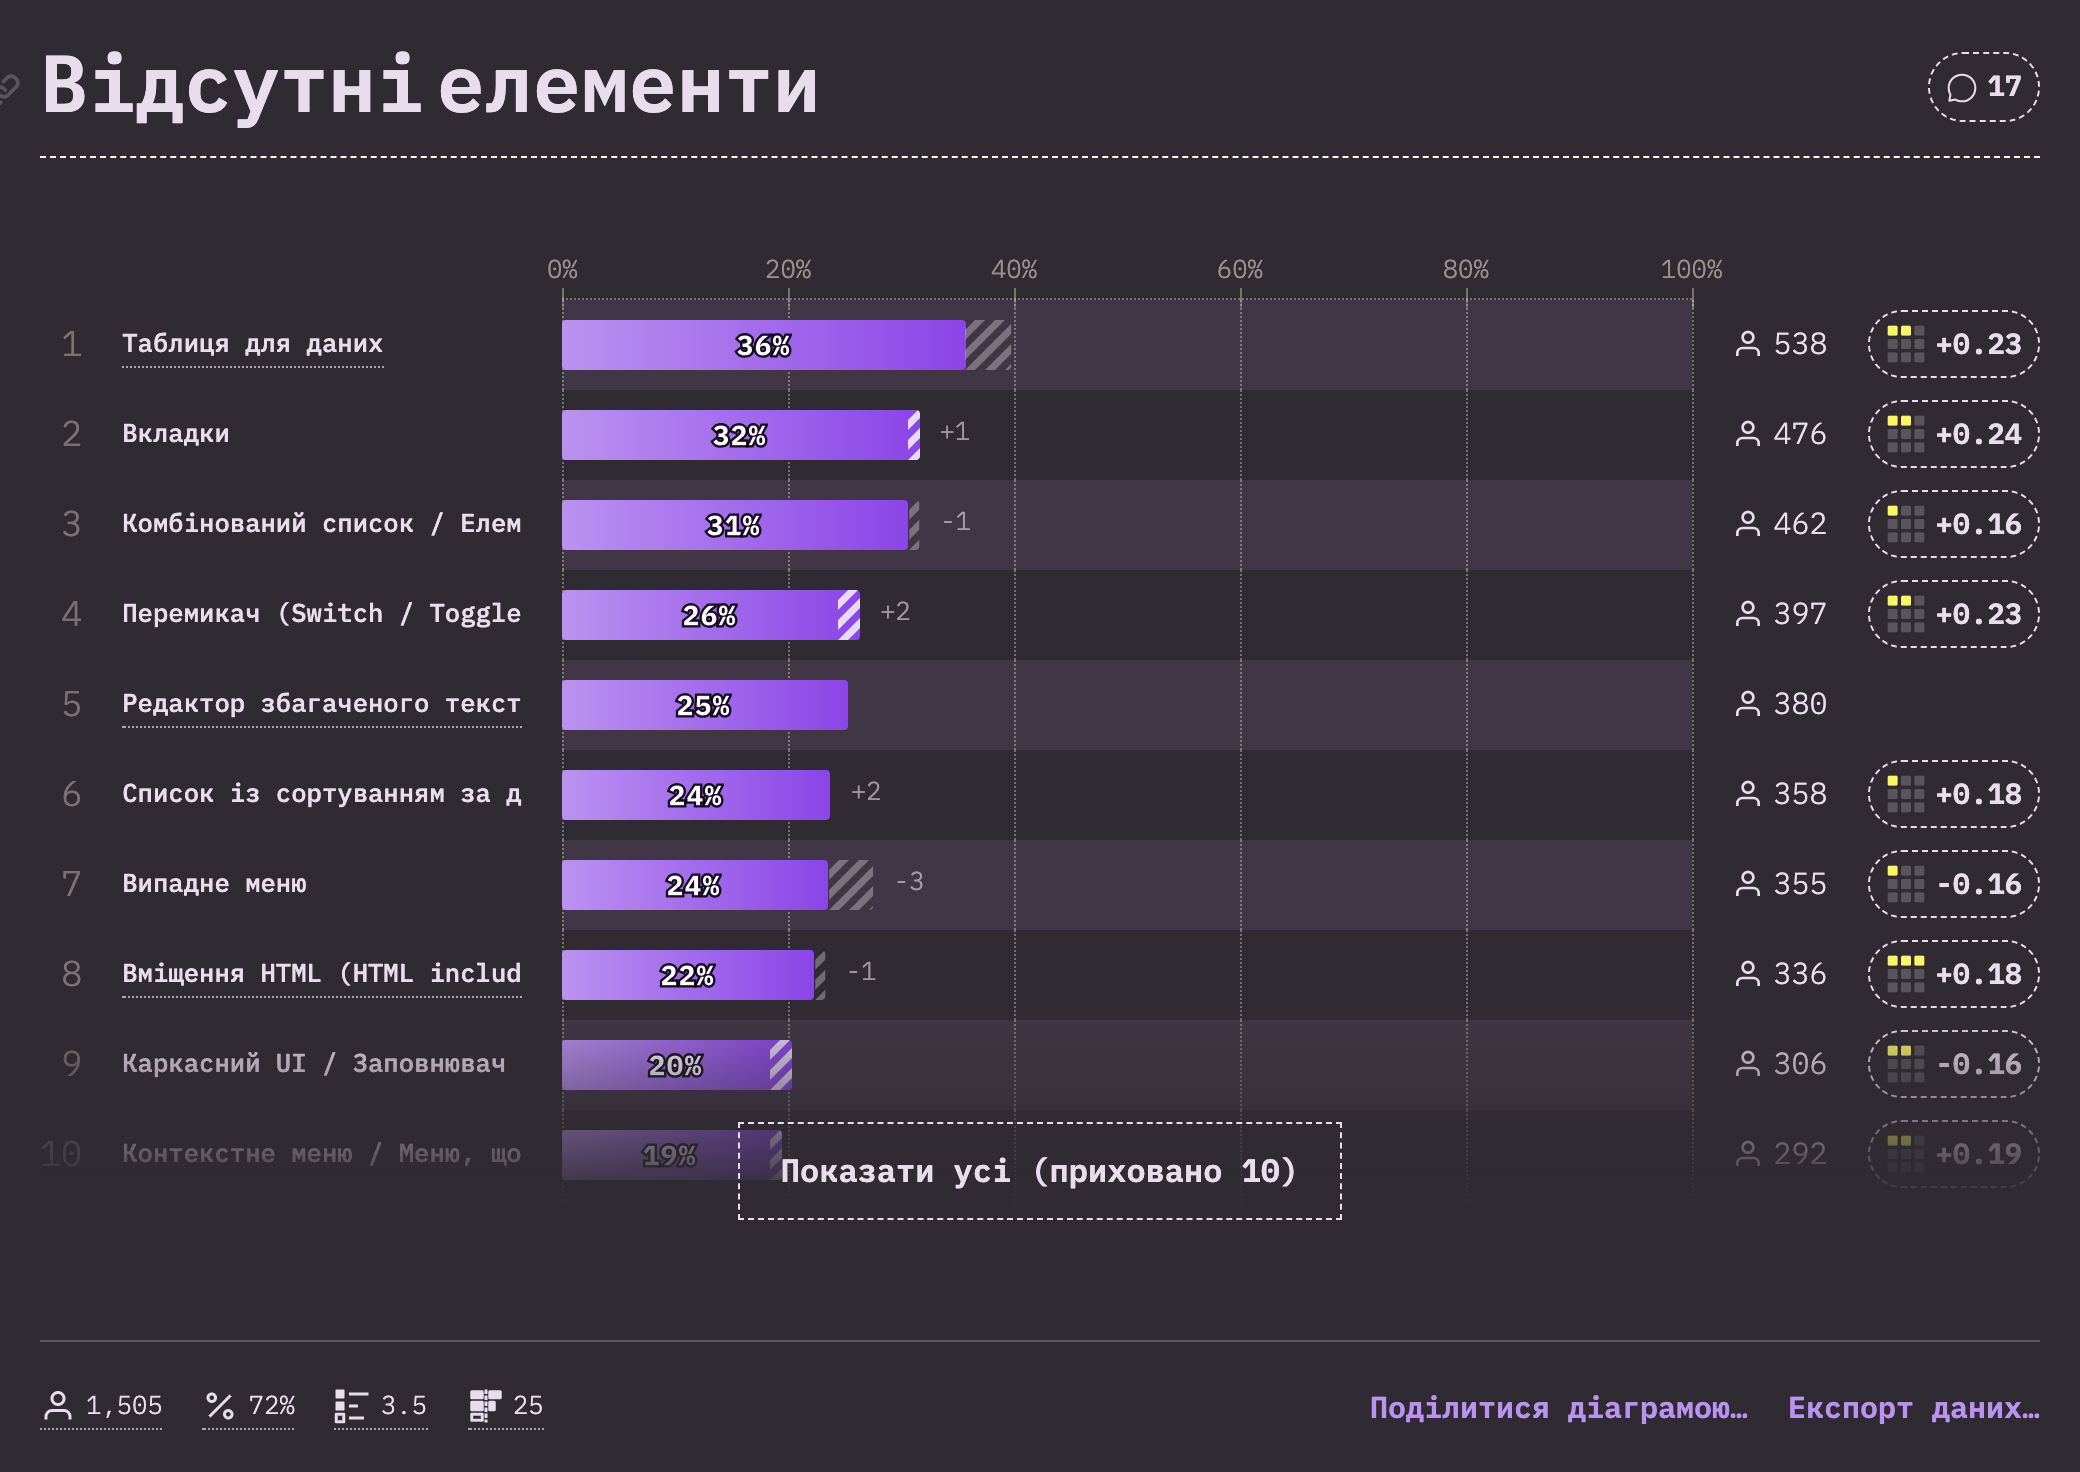 Відсутні елементи
17
0% 20% 40% 60% 80% 100%
1 Таблиця для даних 36% 538 +0.23
2 Вкладки 32% +1 476 +0.24
3 Комбінований список / Елем 31% -1 462 +0.16
4 Перемикач (Switch / Toggle 26% +2 397 +0.23
5 Редактор збагаченого текст 25% 380
6 Список із сортуванням за д 24% +2 358 +0.18
7 Випадне меню 24% -3 355 -0.16
8 Вміщення HTML (HTML includ 22% -1 336 +0.18
9 Каркасний UI / Заповнювач 20% 306 -0.16
10 Контекстне меню / Меню, що 19% 292 +0.19
Показати усі (приховано 10)
1,505 72% 3.5 25 Поділитися діаграмою… Експорт даних…